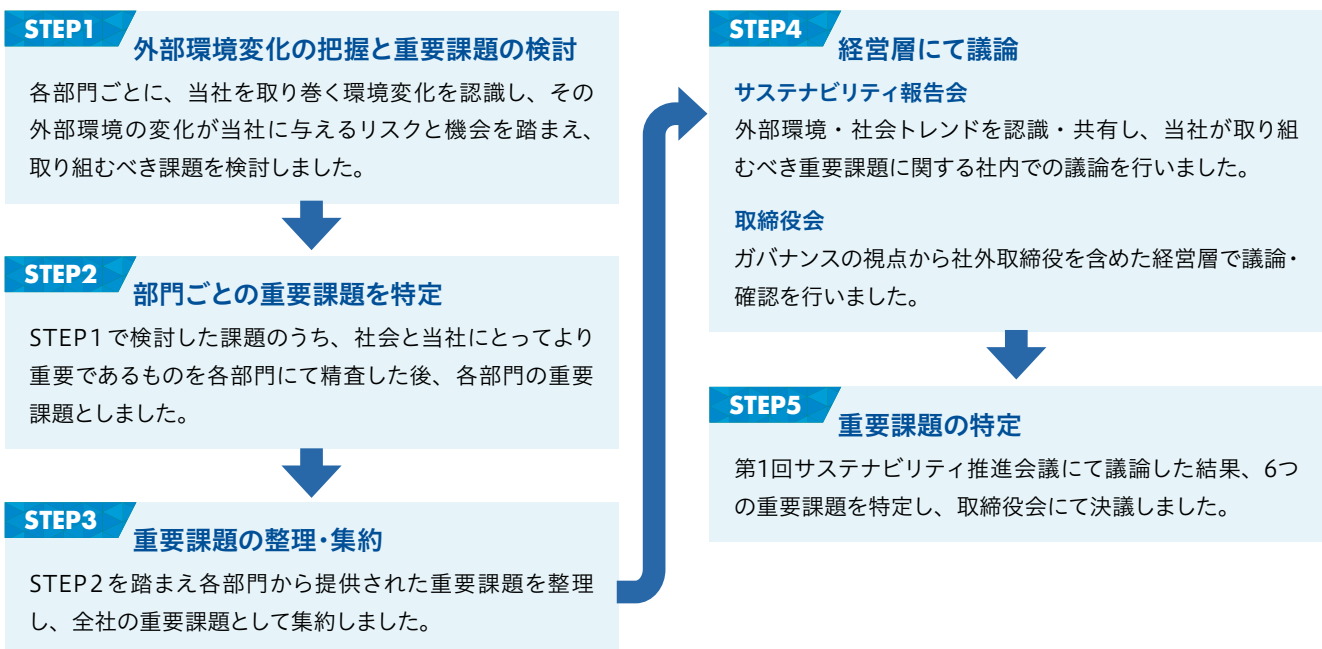 STEP1
外部環境変化の把握と重要課題の検討
各部門ごとに、当社を取り巻く環境変化を認識し、その
外部環境の変化が当社に与えるリスクと機会を踏まえ、
取り組むべき課題を検討しました。
STEP2
部門ごとの重要課題を特定
STEP1で検討した課題のうち、社会と当社にとってより
重要であるものを各部門にて精査した後、各部門の重要
課題としました。
STEP3
重要課題の整理・集約
STEP2を踏まえ各部門から提供された重要課題を整理
し、全社の重要課題として集約しました。
STEP4
経営層にて議論
サステナビリティ報告会
外部環境・社会トレンドを認識・共有し、当社が取り組
むべき重要課題に関する社内での議論を行いました。
取締役会
ガバナンスの視点から社外取締役を含めた経営層で議論・
確認を行いました。
STEP5
重要課題の特定
第1回サステナビリティ推進会議にて議論した結果、6つ
の重要課題を特定し、取締役会にて決議しました。